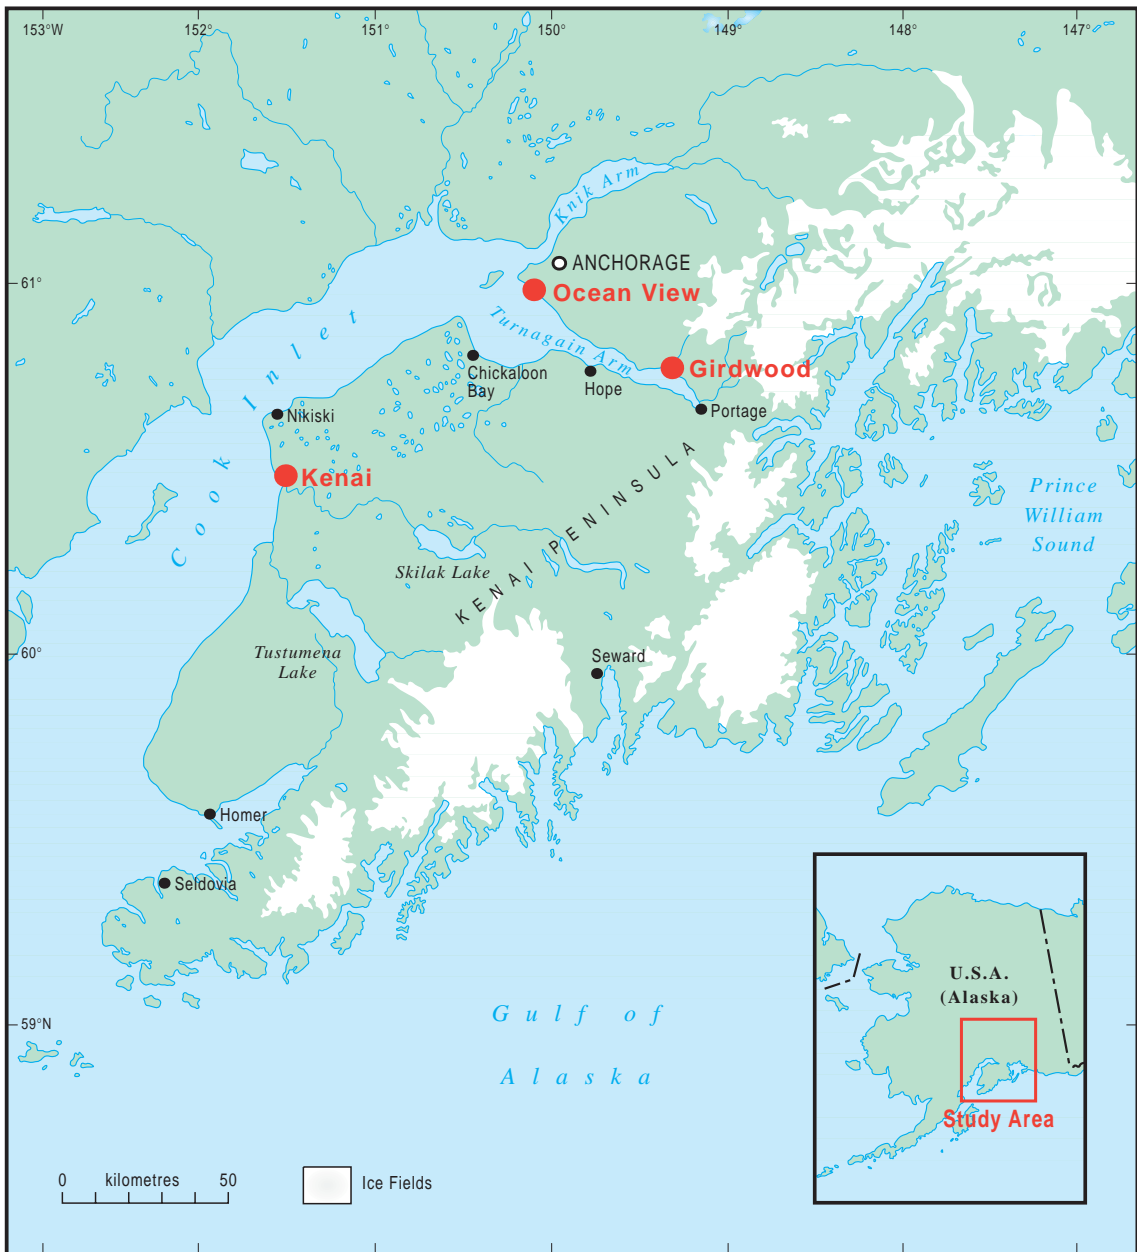 153°W
152°
151°
150°
149°
148°
147°
Knik Arm
ANCHORAGE
61°
Ocean View
Turnagain Arm
Girdwood
Chickaloon
Bay
Hope
Portage
Cook Inlet
Nikiski
Kenai
KENAI PENINSULA
Prince
William
Sound
Skilak Lake
Tustumena
Lake
60°
Seward
Homer
Seldovia
Gulf of
Alaska
59°N
U.S.A.
(Alaska)
Study Area
0 kilometres 50
Ice Fields